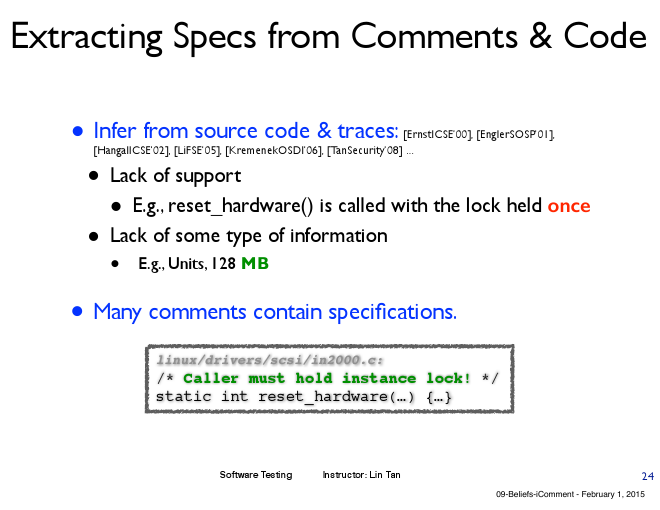 Extracting Specs from Comments & Code
• Infer from source code & traces: [ErnstICSE'00], [EnglerSOSP'01],
[HangalICSE'02], [LiFSE'05], [KremenekOSDI'06], [TanSecurity'08] ...
• Lack of support
• E.g., reset_hardware() is called with the lock held once
• Lack of some type of information
• E.g., Units, 128 MB
• Many comments contain specifications.
linux/drivers/scsi/in2000.c:
/* Caller must hold instance lock! */
static int reset_hardware(…) {…}
Software Testing Instructor: Lin Tan
24
09-Beliefs-iComment - February 1, 2015